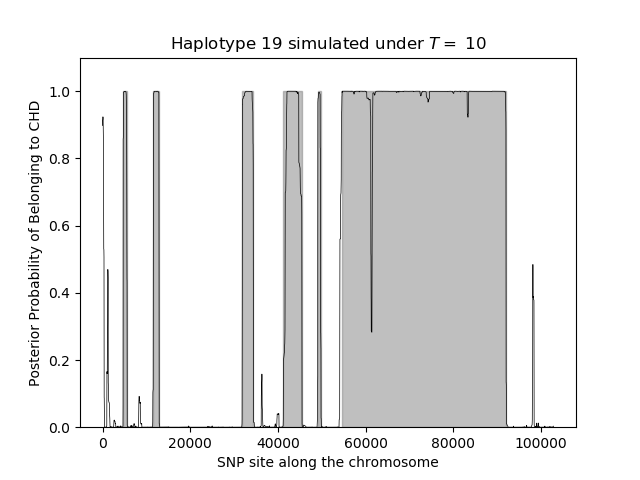 Haplotype 19 simulated under T = 10
Posterior Probability of Belonging to CHD
1.0
0.8
0.6
0.4
0.2
0.0
0 20000 40000 60000 80000 100000
SNP site along the chromosome